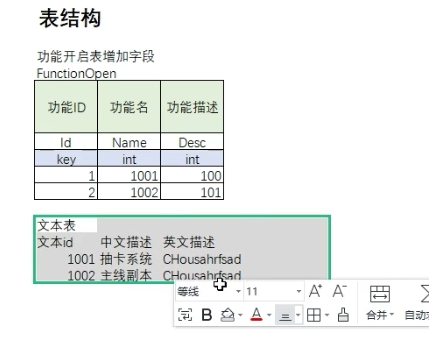 表结构
功能开启表增加字段
FunctionOpen
功能ID 功能名 功能描述
Id Name Desc
key int int
1 1001 100
2 1002 101
文本表
文本id 中文描述 英文描述
1001 抽卡系统 CHousahrfsad
1002 主线副本 CHousahrfsad
等线 11 A+ A-
B A 合并 自动求